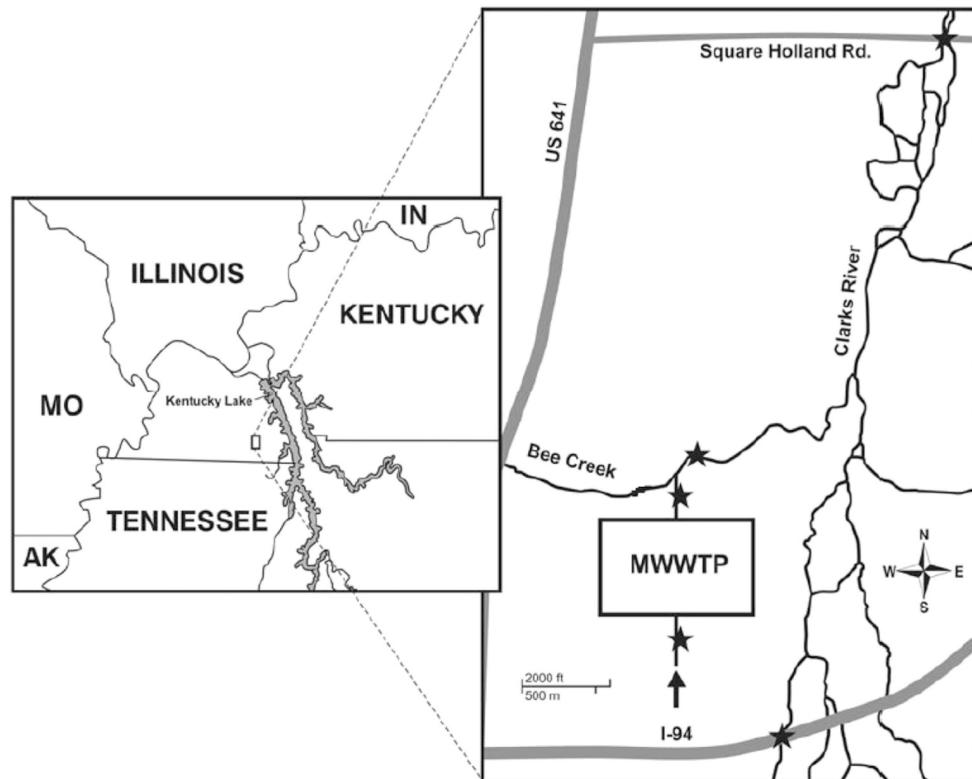 IN
ILLINOIS
KENTUCKY
Kentucky Lake
MO
TENNESSEE
AK
Square Holland Rd.
US 641
Clarks River
Bee Creek
MWWTP
N
W E
S
2000 ft
500 m
I-94